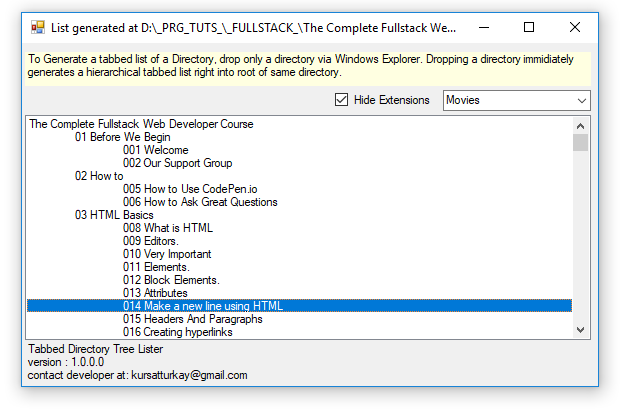 List generated at D:\_PRG_TUTS_\_FULLSTACK_\The Complete Fullstack We...
To Generate a tabbed list of a Directory, drop only a directory via Windows Explorer. Dropping a directory immidiately
generates a hierarchical tabbed list right into root of same directory.
Hide Extensions Movies
The Complete Fullstack Web Developer Course
01 Before We Begin
001 Welcome
002 Our Support Group
02 How to
005 How to Use CodePen.io
006 How to Ask Great Questions
03 HTML Basics
008 What is HTML
009 Editors.
010 Very Important
011 Elements.
012 Block Elements.
013 Attributes
014 Make a new line using HTML
015 Headers And Paragraphs
016 Creating hyperlinks
Tabbed Directory Tree Lister
version : 1.0.0.0
contact developer at: kursatturkay@gmail.com